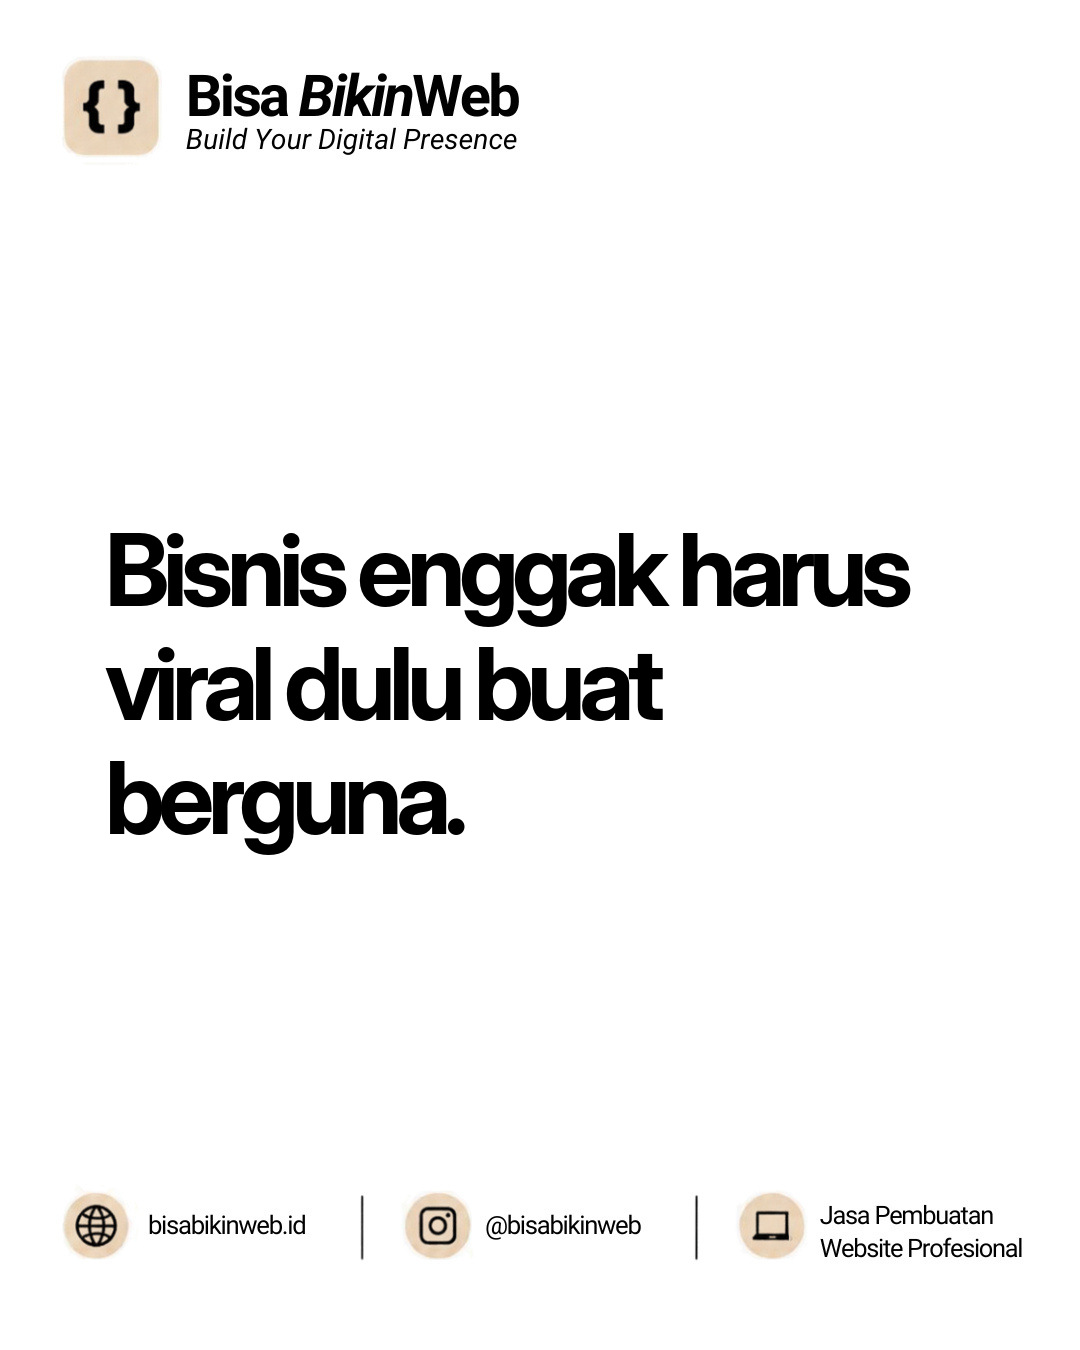 { }
Bisa BikinWeb
Build Your Digital Presence
Bisnis enggak harus
viral dulu buat
berguna.
bisabikinweb.id
@bisabikinweb
Jasa Pembuatan
Website Profesional